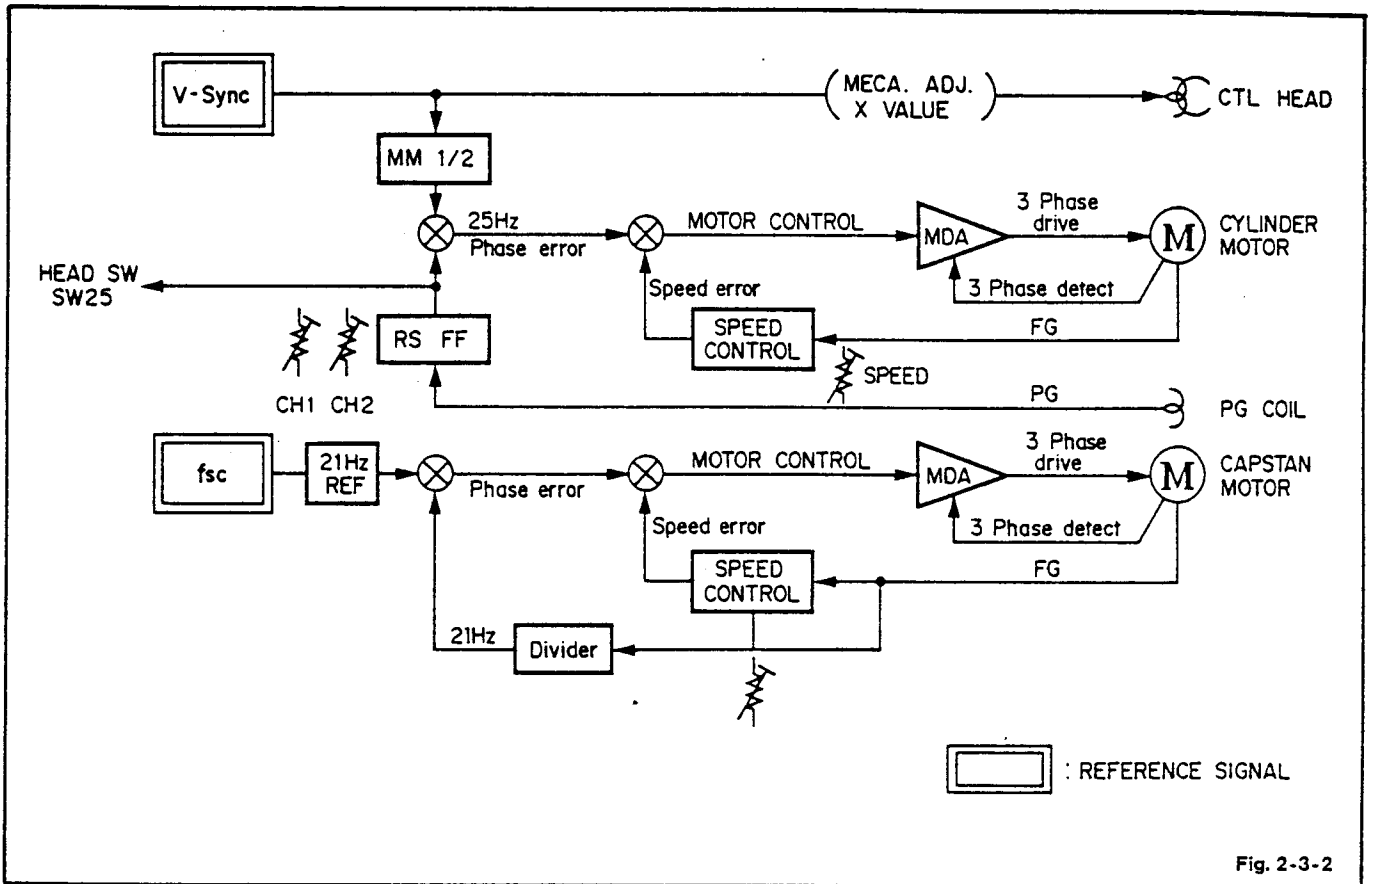 V-Sync
(MECA. ADJ.
X VALUE)
CTL HEAD
MM 1/2
25Hz
Phase error
MOTOR CONTROL
MDA
3 Phase
drive
M
CYLINDER
MOTOR
HEAD SW
SW25
Speed error
3 Phase detect
RS FF
SPEED
CONTROL
FG
SPEED
CH1 CH2
PG
PG COIL
fsc
21Hz
REF
Phase error
MOTOR CONTROL
MDA
3 Phase
drive
M
CAPSTAN
MOTOR
Speed error
3 Phase detect
SPEED
CONTROL
FG
21Hz
Divider
: REFERENCE SIGNAL
Fig. 2-3-2